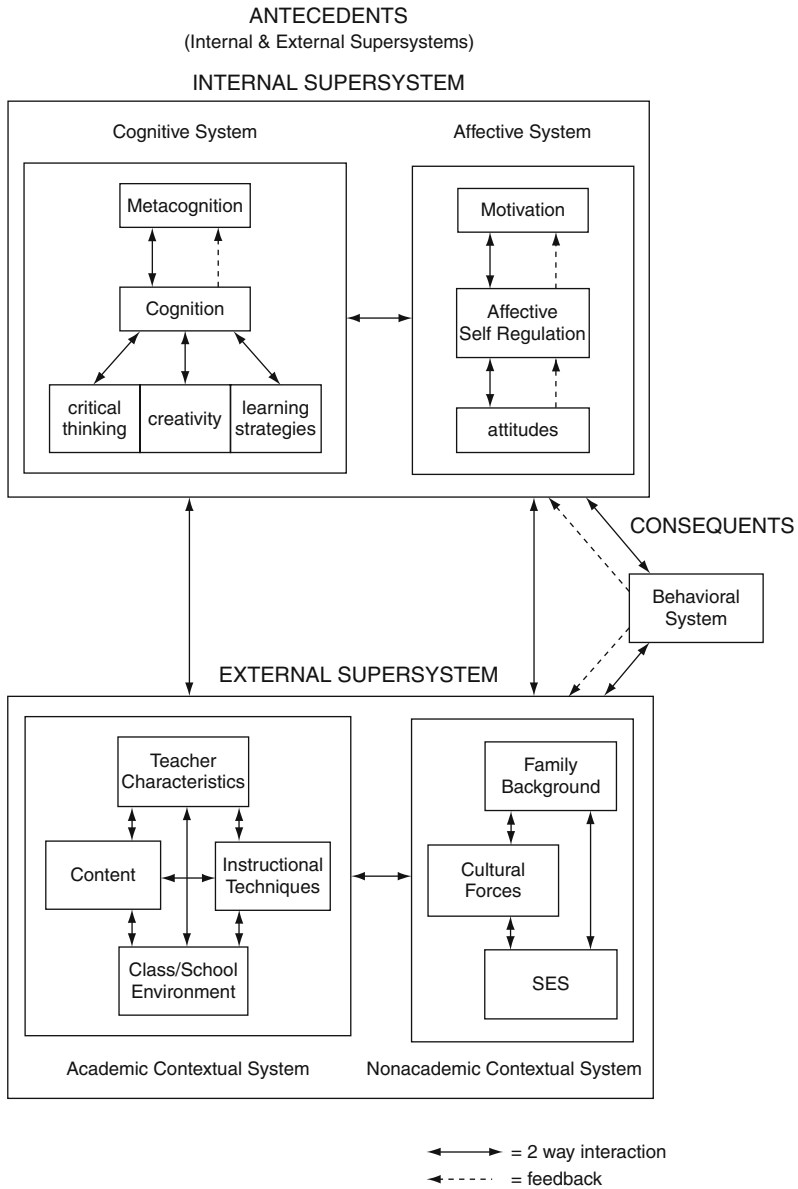 ANTECEDENTS
(Internal & External Supersystems)
INTERNAL SUPERSYSTEM
Cognitive System
Affective System
Metacognition
Cognition
critical
thinking
creativity
learning
strategies
Motivation
Affective
Self Regulation
attitudes
CONSEQUENTS
Behavioral
System
EXTERNAL SUPERSYSTEM
Teacher
Characteristics
Content
Instructional
Techniques
Class/School
Environment
Family
Background
Cultural
Forces
SES
Academic Contextual System
Nonacademic Contextual System
= 2 way interaction
= feedback